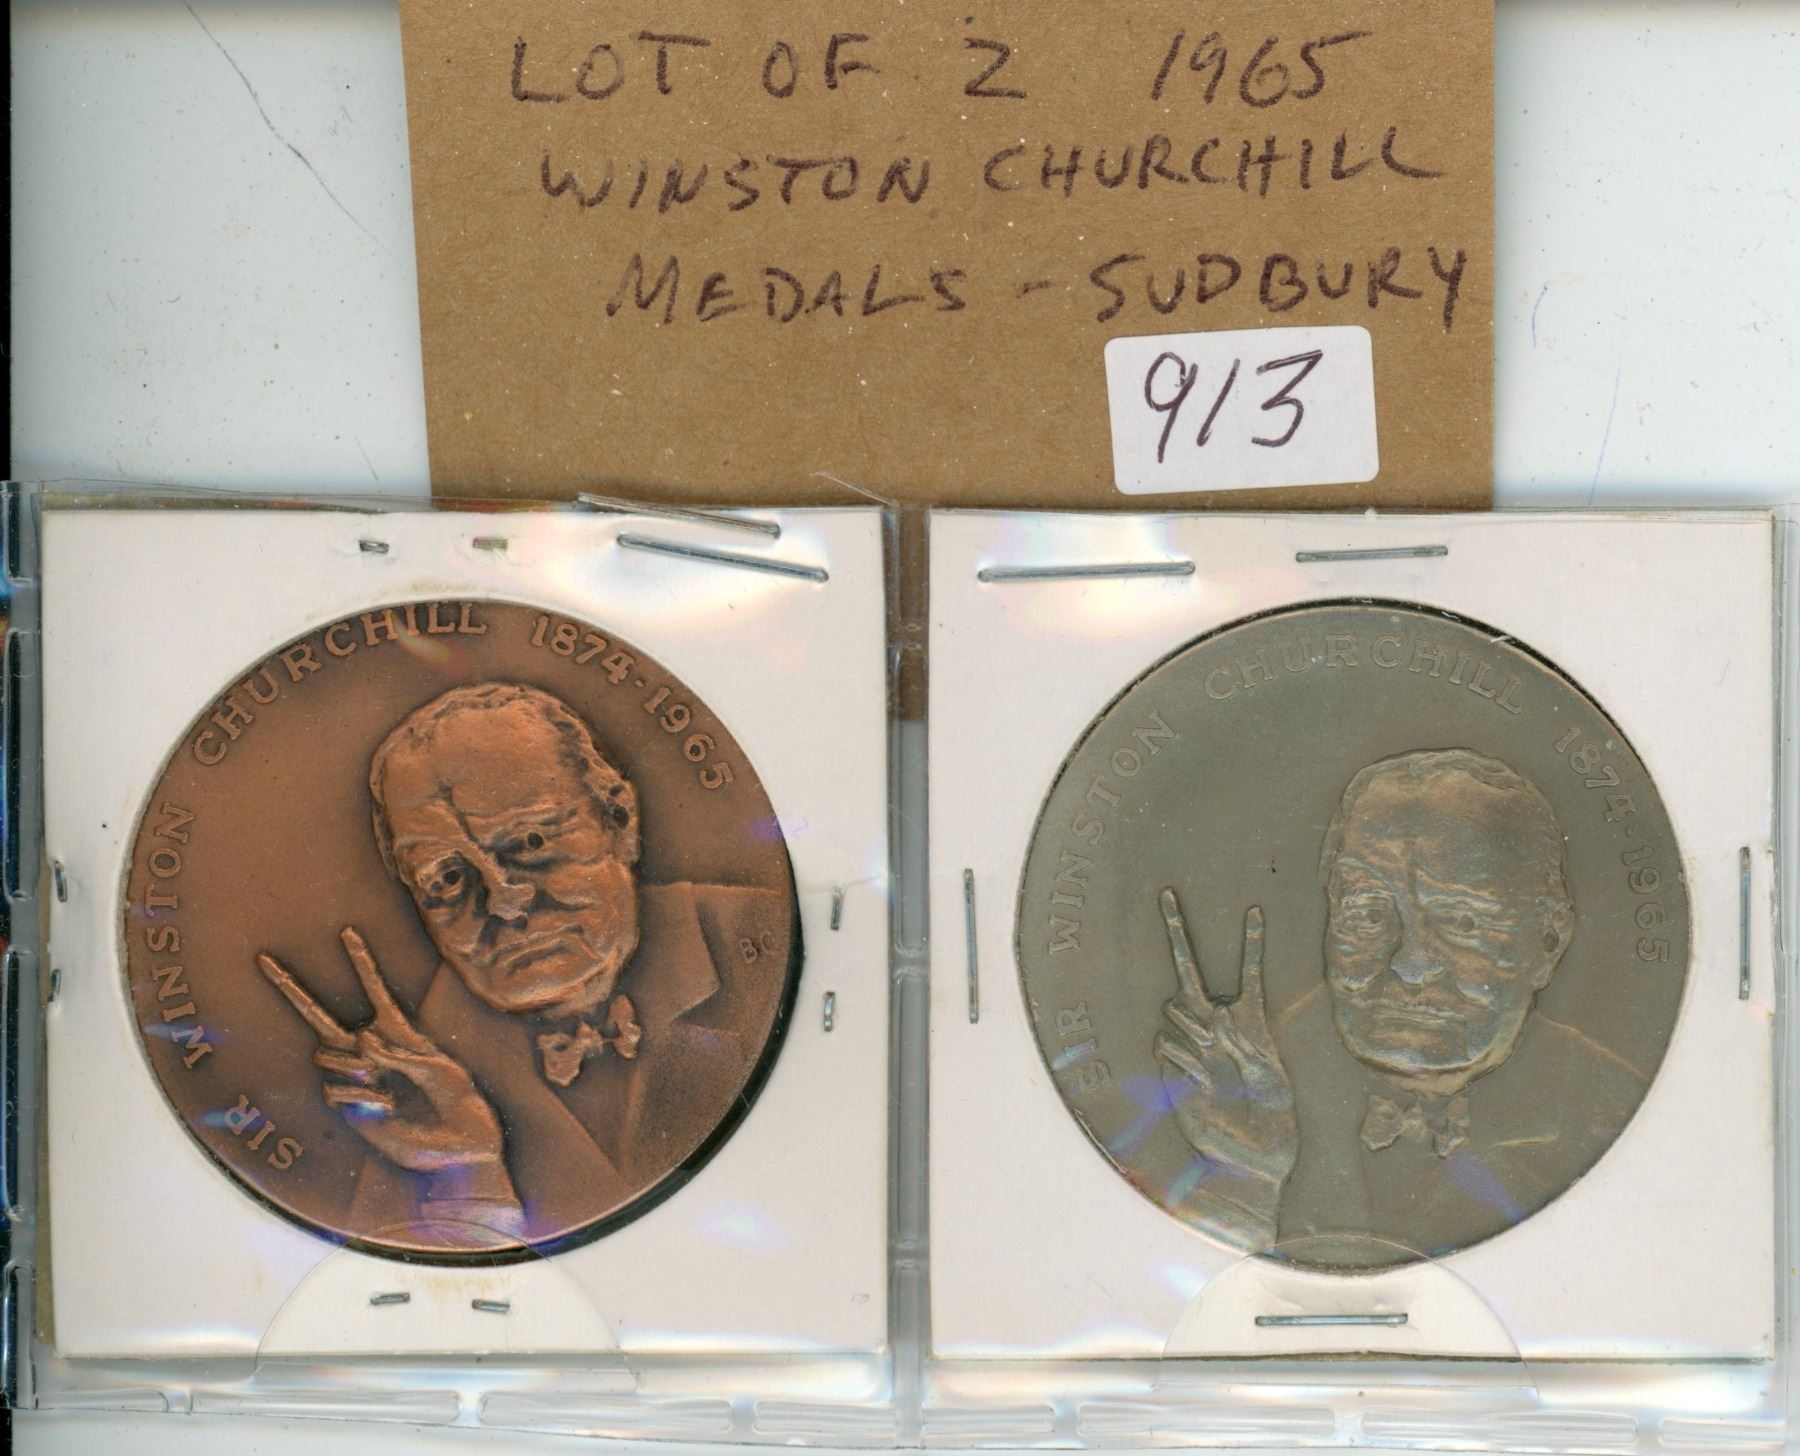 LOT OF 2 1965
WINSTON CHURCHILL
MEDALS - SUDBURY
913
SIR WINSTON CHURCHILL 1874-1965
BC
SIR WINSTON CHURCHILL 1874-1965